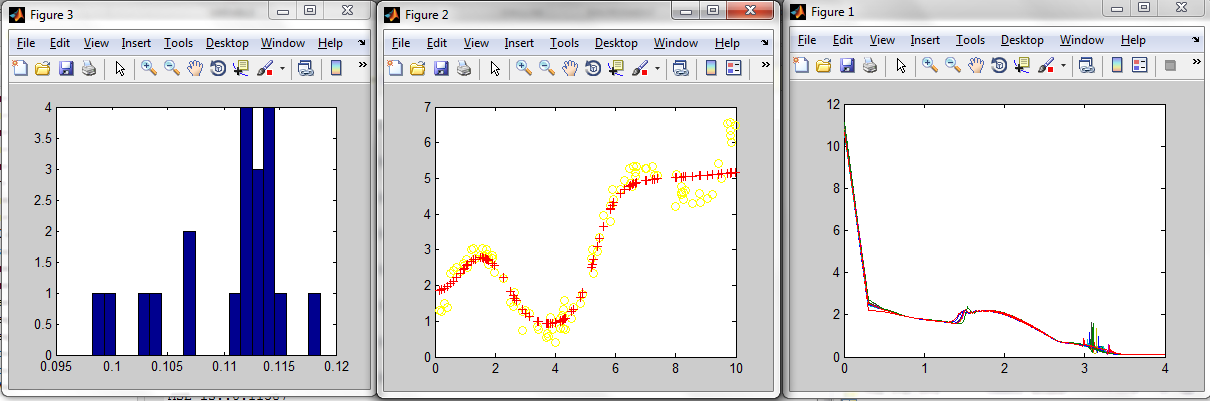 Figure 3
File Edit View Insert Tools Desktop Window Help
4
3.5
3
2.5
2
1.5
1
0.5
0
0.095 0.1 0.105 0.11 0.115 0.12
Figure 2
File Edit View Insert Tools Desktop Window Help
7
6
5
4
3
2
1
0
0 2 4 6 8 10
Figure 1
File Edit View Insert Tools Desktop Window Help
12
10
8
6
4
2
0
0 1 2 3 4